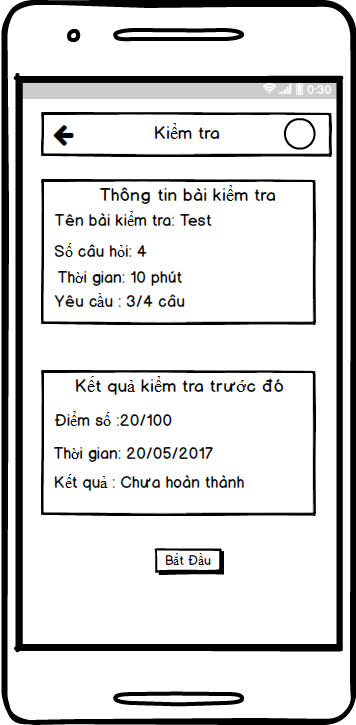 0:30
Kiểm tra
Thông tin bài kiểm tra
Tên bài kiểm tra: Test
Số câu hỏi: 4
Thời gian: 10 phút
Yêu cầu : 3/4 câu
Kết quả kiểm tra trước đó
Điểm số :20/100
Thời gian: 20/05/2017
Kết quả : Chưa hoàn thành
Bắt Đầu